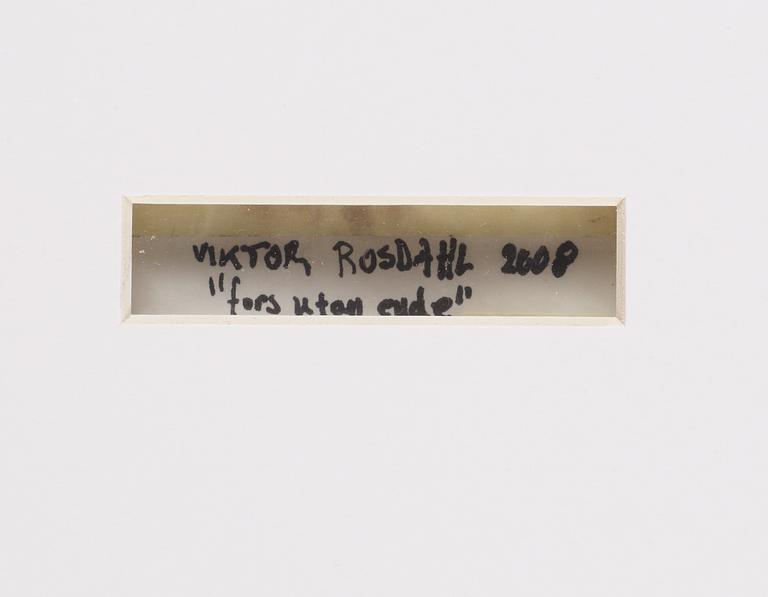 VIKTOR ROSDAHL 2008
"fors utan ende"